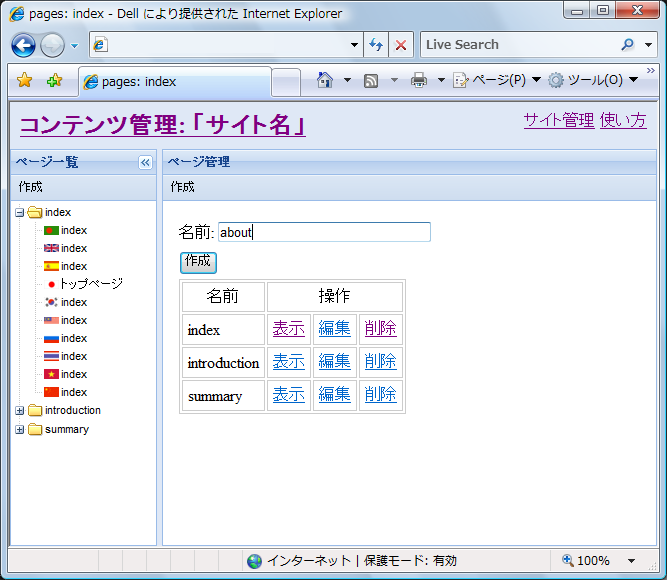 pages: index - Dell により提供された Internet Explorer
Live Search
pages: index
ページ(P)
ツール(O)
»
コンテンツ管理: 「サイト名」
サイト管理 使い方
ページ一覧
ページ管理
作成
作成
index
index
index
index
トップページ
index
index
index
index
index
index
introduction
summary
名前: about
作成
名前 操作
index 表示 編集 削除
introduction 表示 編集 削除
summary 表示 編集 削除
インターネット | 保護モード: 有効
100%